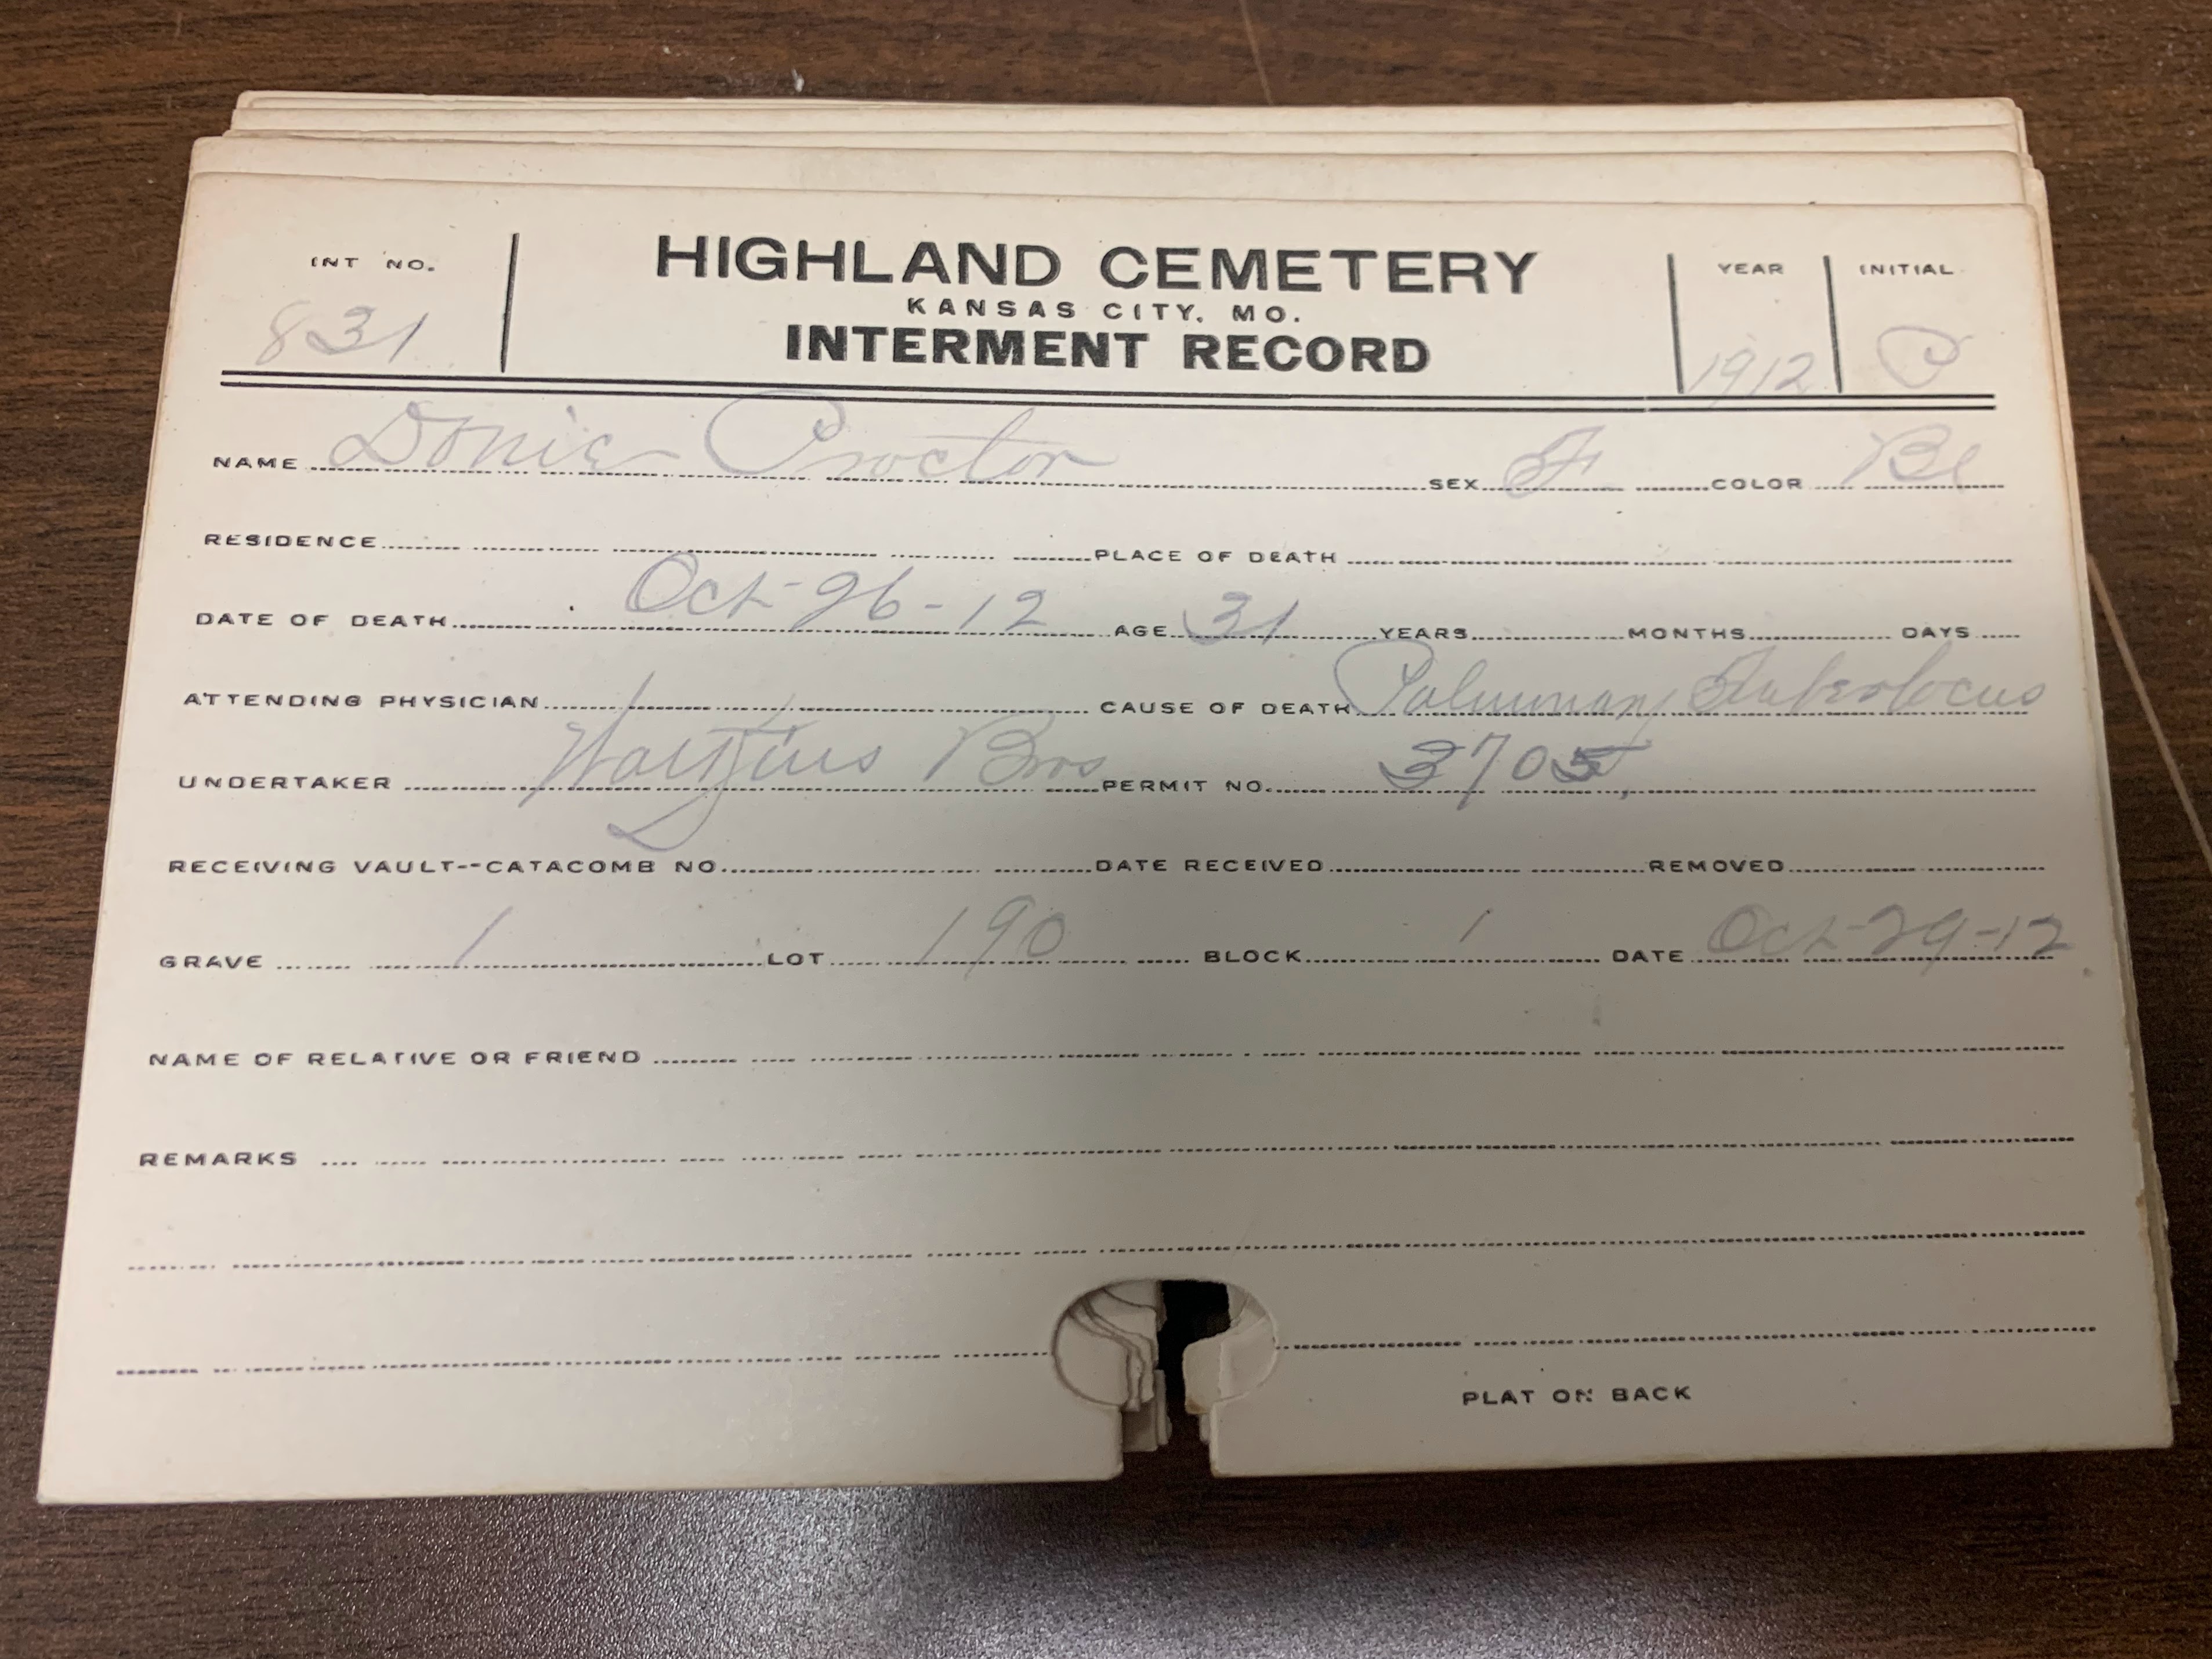 INT NO. HIGHLAND CEMETERY YEAR INITIAL
KANSAS CITY, MO.
831 INTERMENT RECORD 1912 P
NAME Donie Proctor SEX F COLOR Bl
RESIDENCE PLACE OF DEATH
DATE OF DEATH Oct-26-12 AGE 31 YEARS MONTHS DAYS
ATTENDING PHYSICIAN CAUSE OF DEATH
UNDERTAKER Watkins Bros PERMIT NO. 3705
RECEIVING VAULT--CATACOMB NO. DATE RECEIVED REMOVED
GRAVE 1 LOT 190 BLOCK 1 DATE Oct-29-12
NAME OF RELATIVE OR FRIEND
REMARKS
PLAT ON BACK